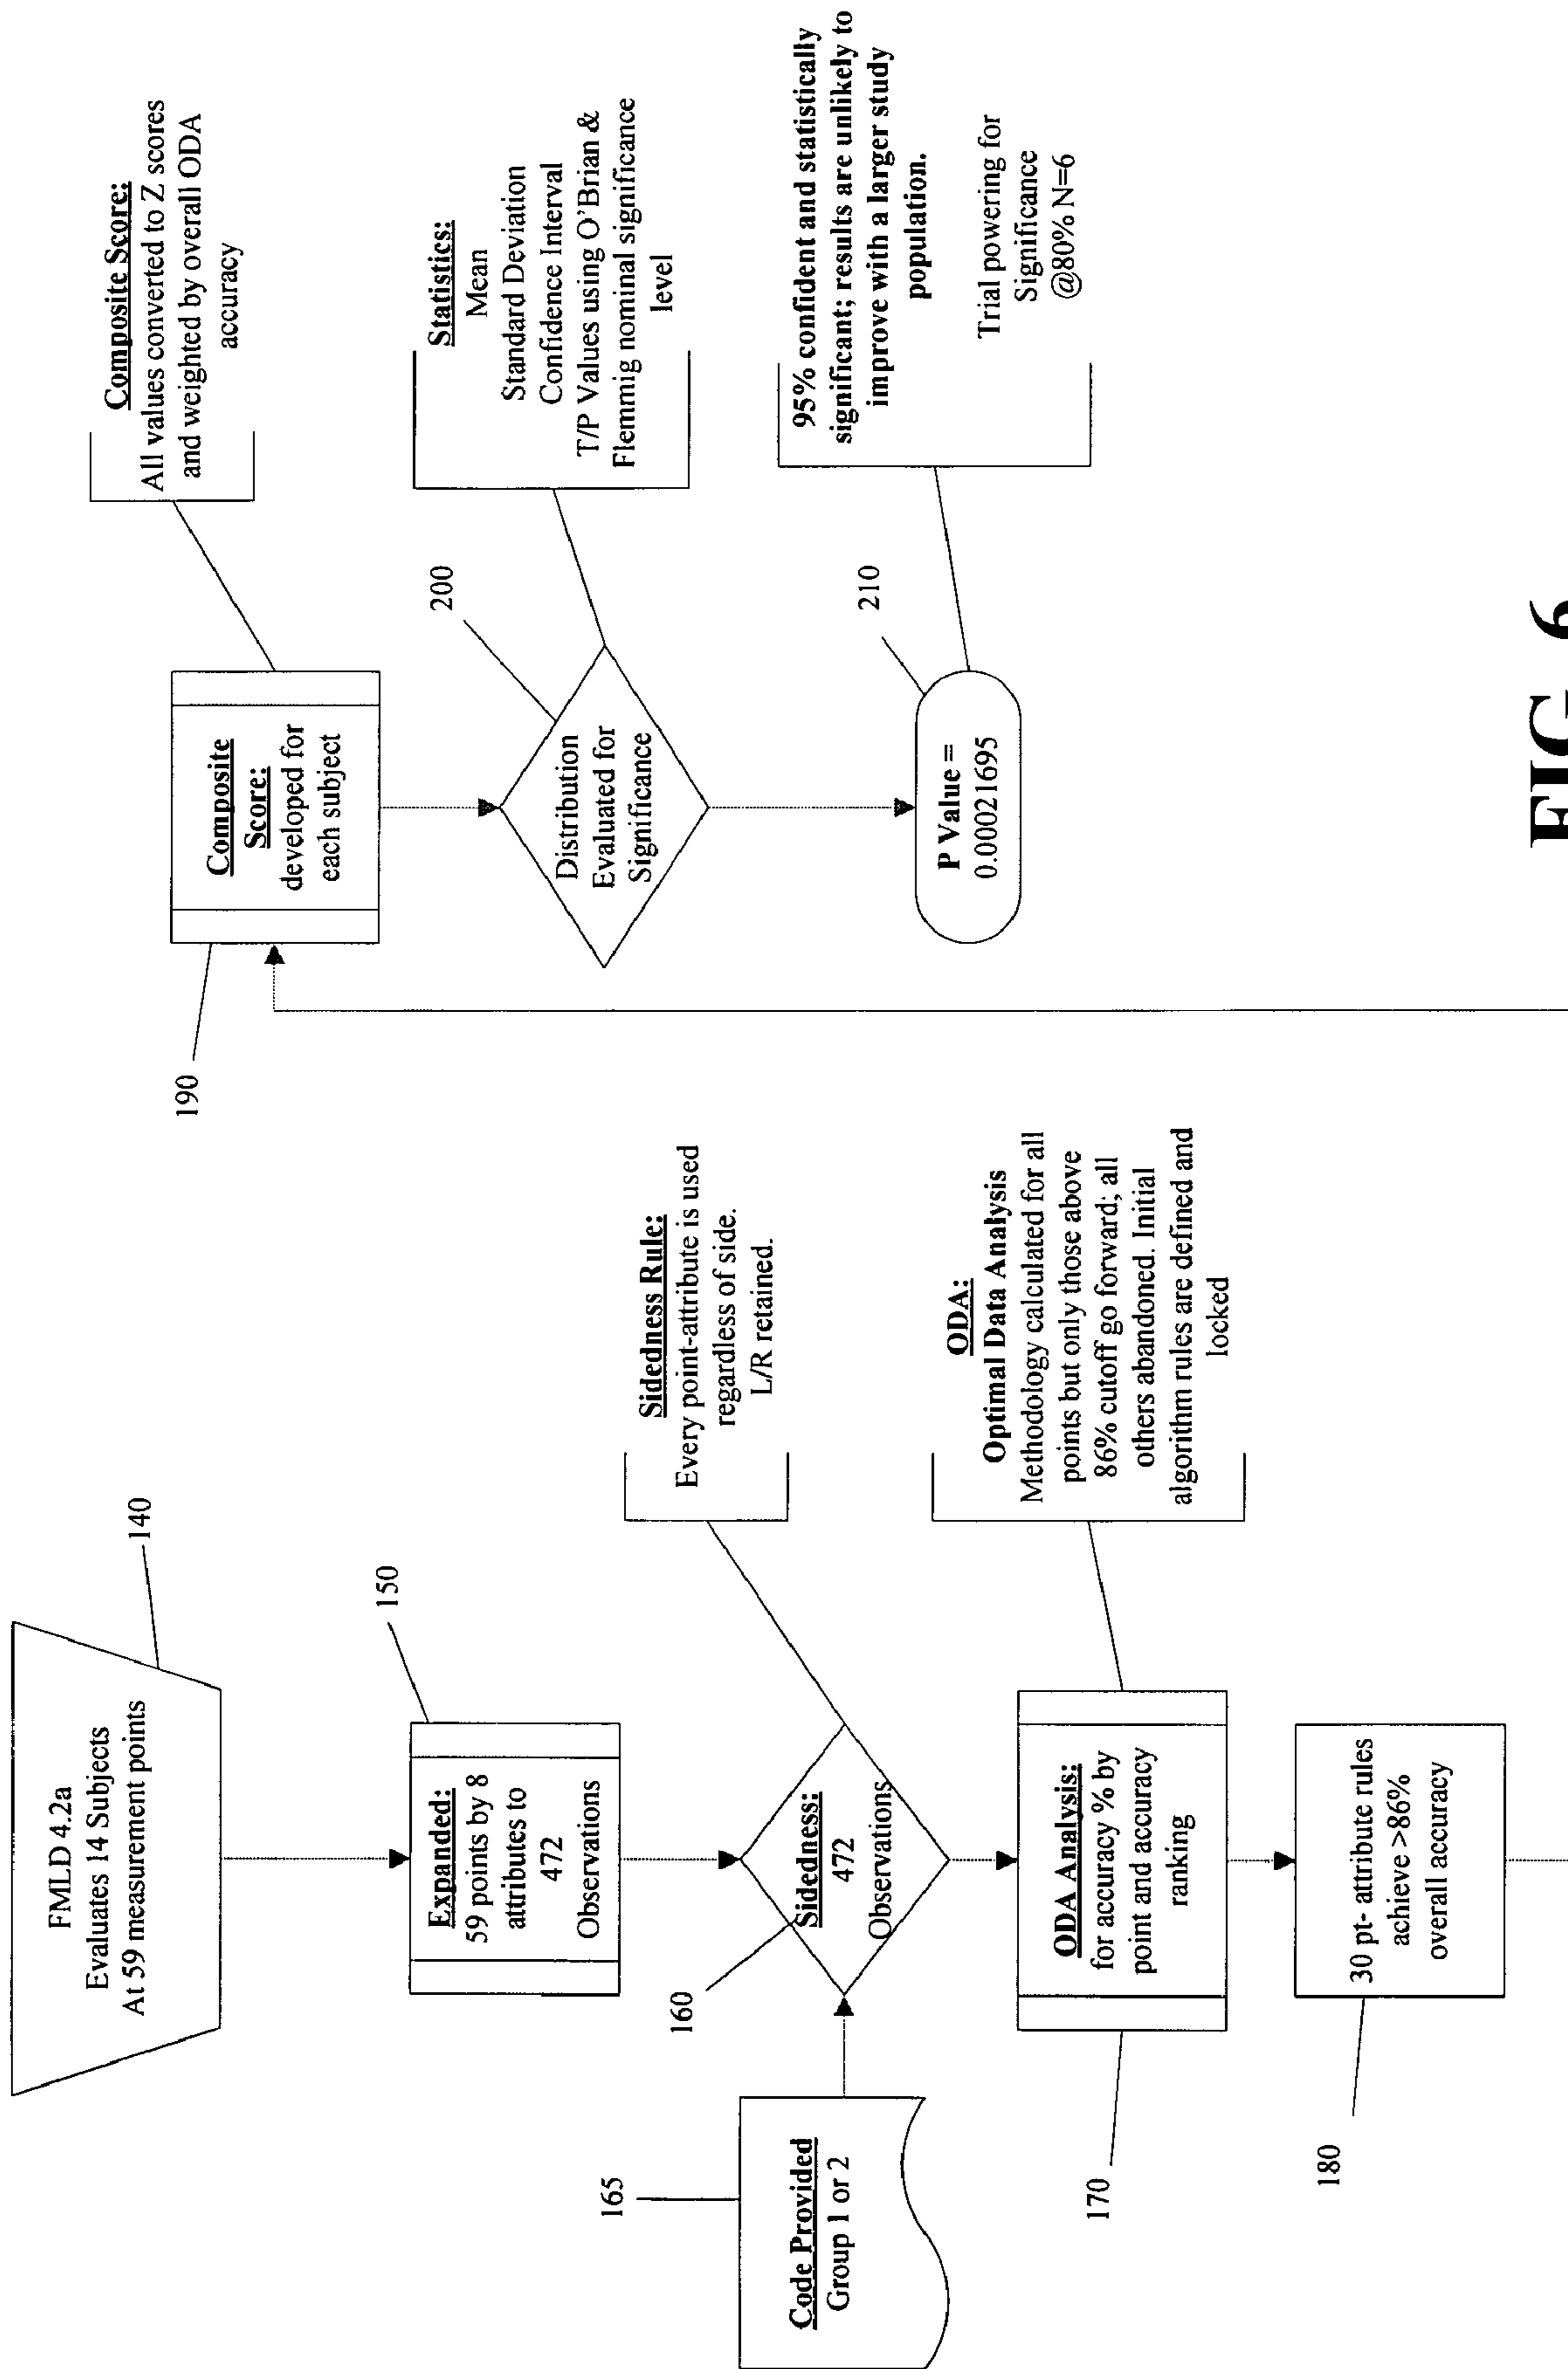 FMLD 4.2a
Evaluates 14 Subjects
At 59 measurement points
140
Expanded:
59 points by 8
attributes to
472
Observations
150
Sidedness:
472
Observations
160
Sidedness Rule:
Every point-attribute is used
regardless of side.
L/R retained.
Code Provided
Group 1 or 2
165
ODA Analysis:
for accuracy % by
point and accuracy
ranking
170
ODA:
Optimal Data Analysis
Methodology calculated for all
points but only those above
86% cutoff go forward; all
others abandoned. Initial
algorithm rules are defined and
locked
30 pt- attribute rules
achieve >86%
overall accuracy
180
190
Composite
Score:
developed for
each subject
Composite Score:
All values converted to Z scores
and weighted by overall ODA
accuracy
Distribution
Evaluated for
Significance
200
Statistics:
Mean
Standard Deviation
Confidence Interval
T/P Values using O'Brian &
Flemmig nominal significance
level
P Value =
0.00021695
210
95% confident and statistically
significant; results are unlikely to
improve with a larger study
population.
Trial powering for
Significance
@80% N=6
FIG. 6